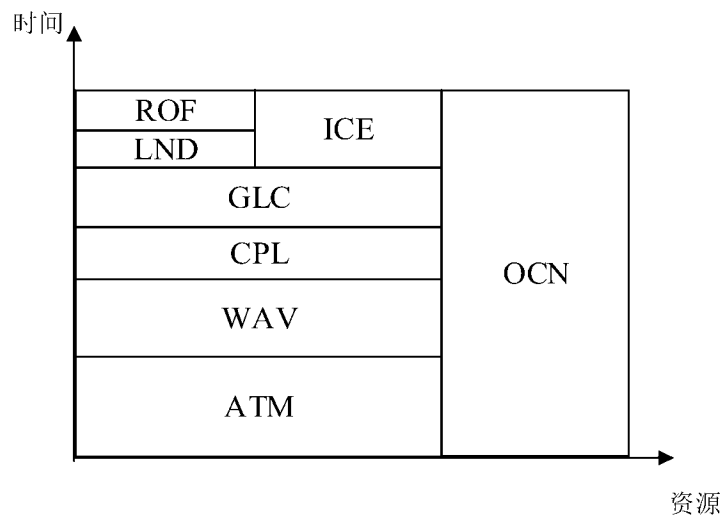 时间
ROF
ICE
LND
GLC
CPL
OCN
WAV
ATM
资源